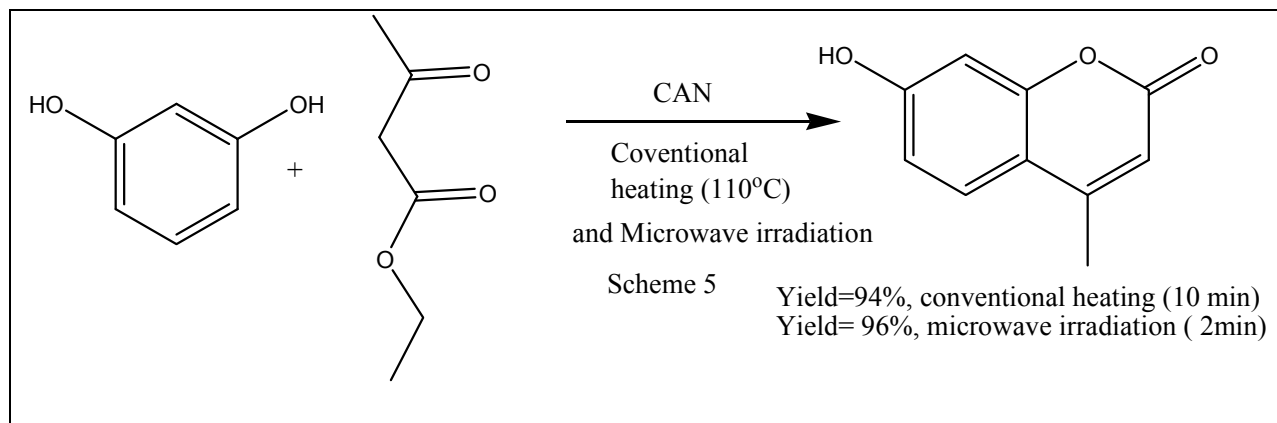 HO
OH
+
O
O
O
CAN
Coventional
heating (110°C)
and Microwave irradiation
Scheme 5
HO
O
O
Yield=94%, conventional heating (10 min)
Yield= 96%, microwave irradiation ( 2min)